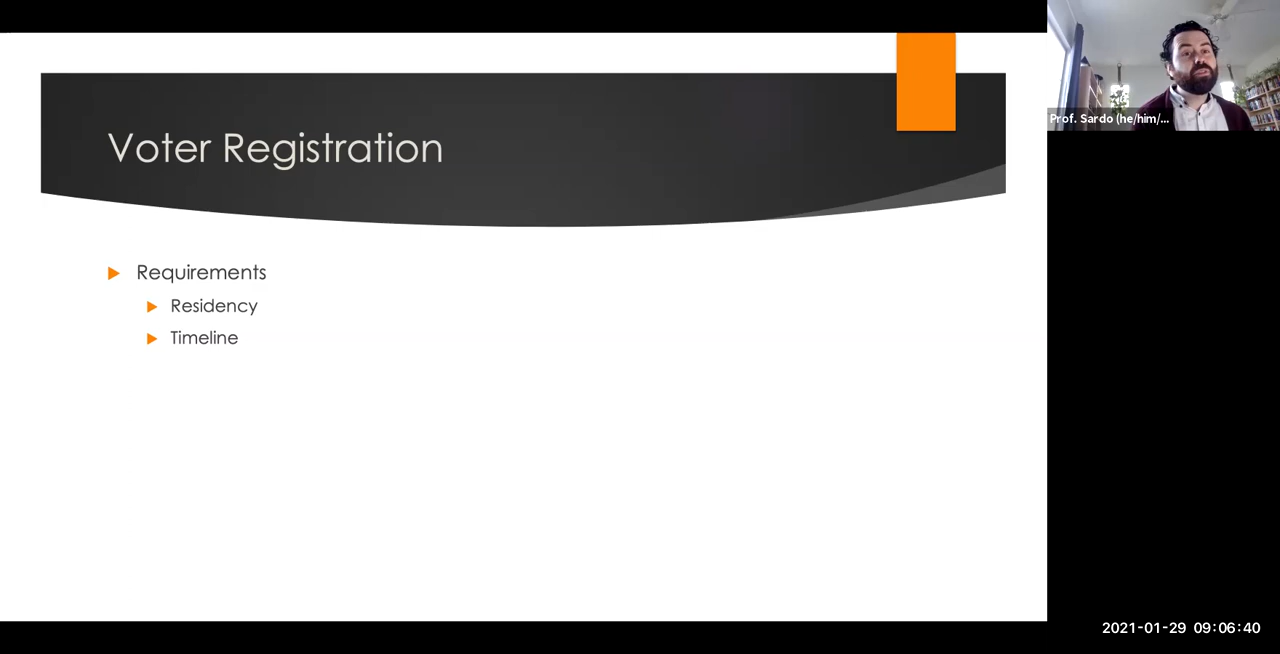 Voter Registration
Requirements
Residency
Timeline
Prof. Sardo (he/him/...
2021-01-29 09:06:40